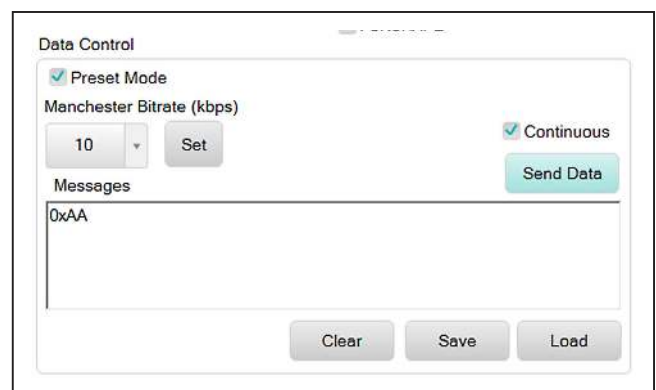 Data Control
Preset Mode
Manchester Bitrate (kbps)
10
Set
Continuous
Send Data
Messages
0xAA
Clear
Save
Load